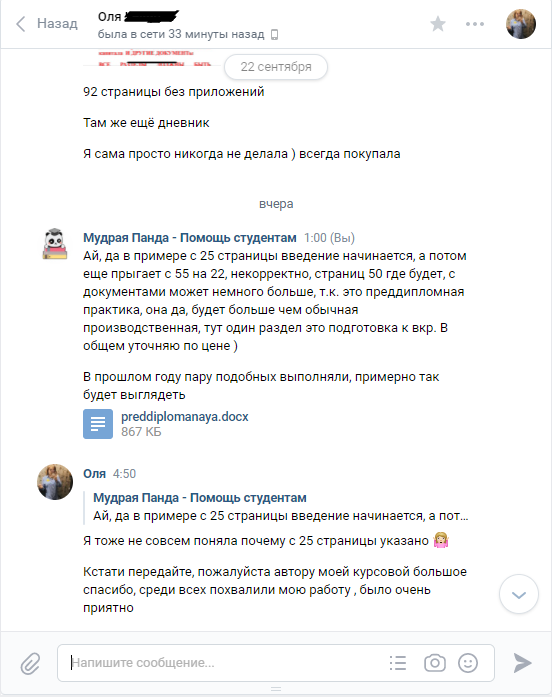 Назад
Оля
была в сети 33 минуты назад
22 сентября
92 страницы без приложений
Там же ещё дневник
Я сама просто никогда не делала ) всегда покупала
вчера
Мудрая Панда - Помощь студентам 1:00 (Вы)
Ай, да в примере с 25 страницы введение начинается, а потом
еще прыгает с 55 на 22, некорректно, страниц 50 где будет, с
документами может немного больше, т.к. это преддипломная
практика, она да, будет больше чем обычная
производственная, тут один раздел это подготовка к вкр. В
общем уточняю по цене )
В прошлом году пару подобных выполняли, примерно так
будет выглядеть
preddiplomanaya.docx
867 КБ
Оля 4:50
Мудрая Панда - Помощь студентам
Ай, да в примере с 25 страницы введение начинается, а пот...
Я тоже не совсем поняла почему с 25 страницы указано
Кстати передайте, пожалуйста автору моей курсовой большое
спасибо, среди всех похвалили мою работу , было очень
приятно
Напишите сообщение...